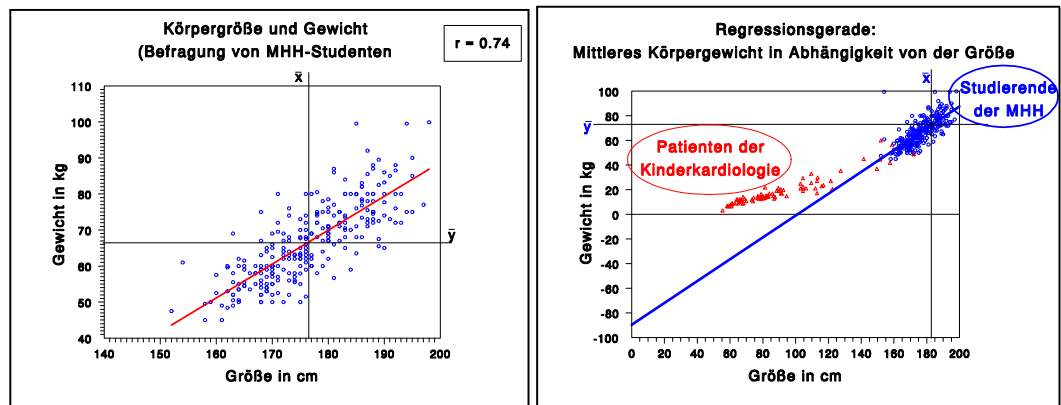 Körpergröße und Gewicht
(Befragung von MHH-Studenten
r = 0.74
x̄
110
100
90
80
70
60
50
40
Gewicht in kg
ȳ
140 150 160 170 180 190 200
Größe in cm
Regressionsgerade:
Mittleres Körpergewicht in Abhängigkeit von der Größe
x̄
Studierende
der MHH
ȳ
Patienten der
Kinderkardiologie
100
80
60
40
20
0
-20
-40
-60
-80
-100
Gewicht in kg
0 20 40 60 80 100 120 140 160 180 200
Größe in cm